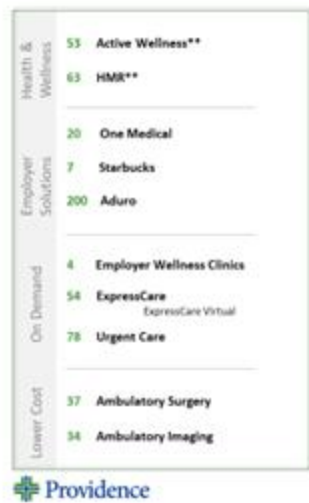 Health &
Wellness
53 Active Wellness**
63 HMR**
Employer
Solutions
20 One Medical
7 Starbucks
200 Aduro
On Demand
4 Employer Wellness Clinics
54 ExpressCare
ExpressCare Virtual
78 Urgent Care
Lower Cost
37 Ambulatory Surgery
34 Ambulatory Imaging
Providence